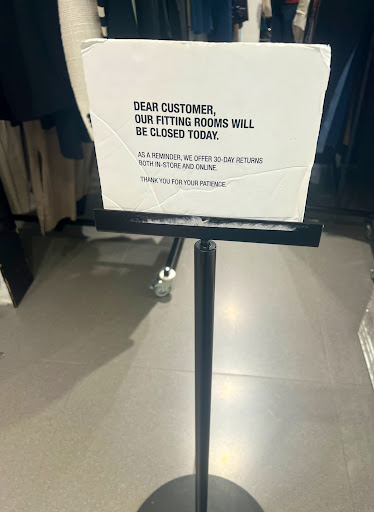 DEAR CUSTOMER,
OUR FITTING ROOMS WILL
BE CLOSED TODAY.
AS A REMINDER, WE OFFER 30-DAY RETURNS
BOTH IN-STORE AND ONLINE.
THANK YOU FOR YOUR PATIENCE.